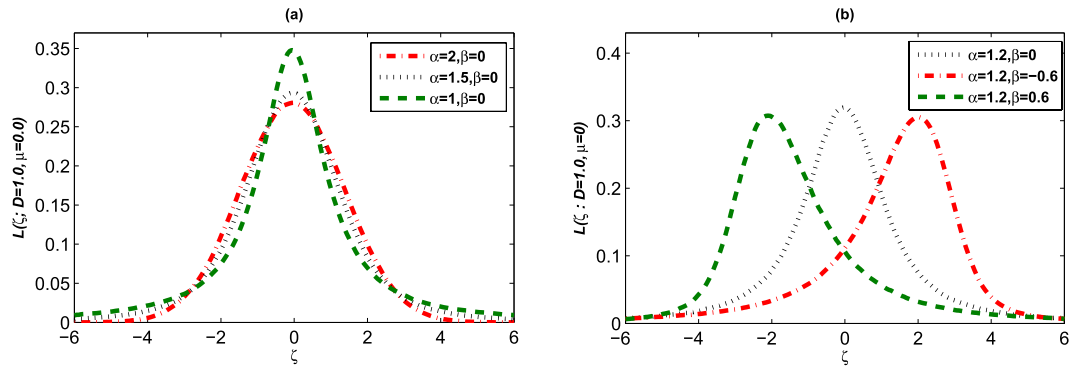 (a)
L(ζ; D=1.0, μ=0.0)
0.35
0.3
0.25
0.2
0.15
0.1
0.05
0
α=2,β=0
α=1.5,β=0
α=1,β=0
−6 −4 −2 0 2 4 6
ζ
(b)
L(ζ : D=1.0, μ=0)
0.4
0.3
0.2
0.1
0
α=1.2,β=0
α=1.2,β=−0.6
α=1.2,β=0.6
−6 −4 −2 0 2 4 6
ζ